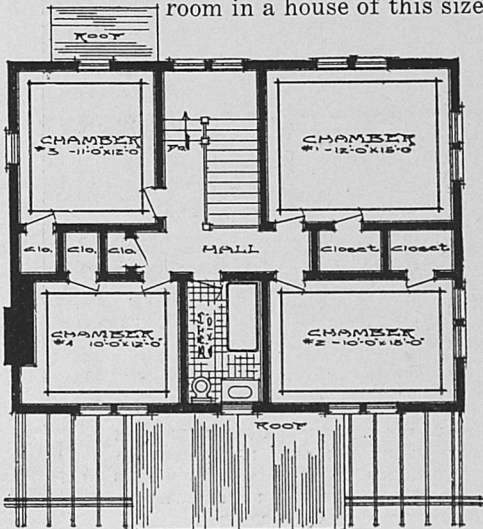 room in a house of this size
ROOF
CHAMBER
#3 -11'-0"x12'-0"
CHAMBER
#1 -12'-0"x15'-0"
Clo.
Clo.
Clo.
HALL
Closet
Closet
CHAMBER
#4 10'-0"x12'-0"
CHAMBER
#2 -10'-0"x15'-0"
ROOF